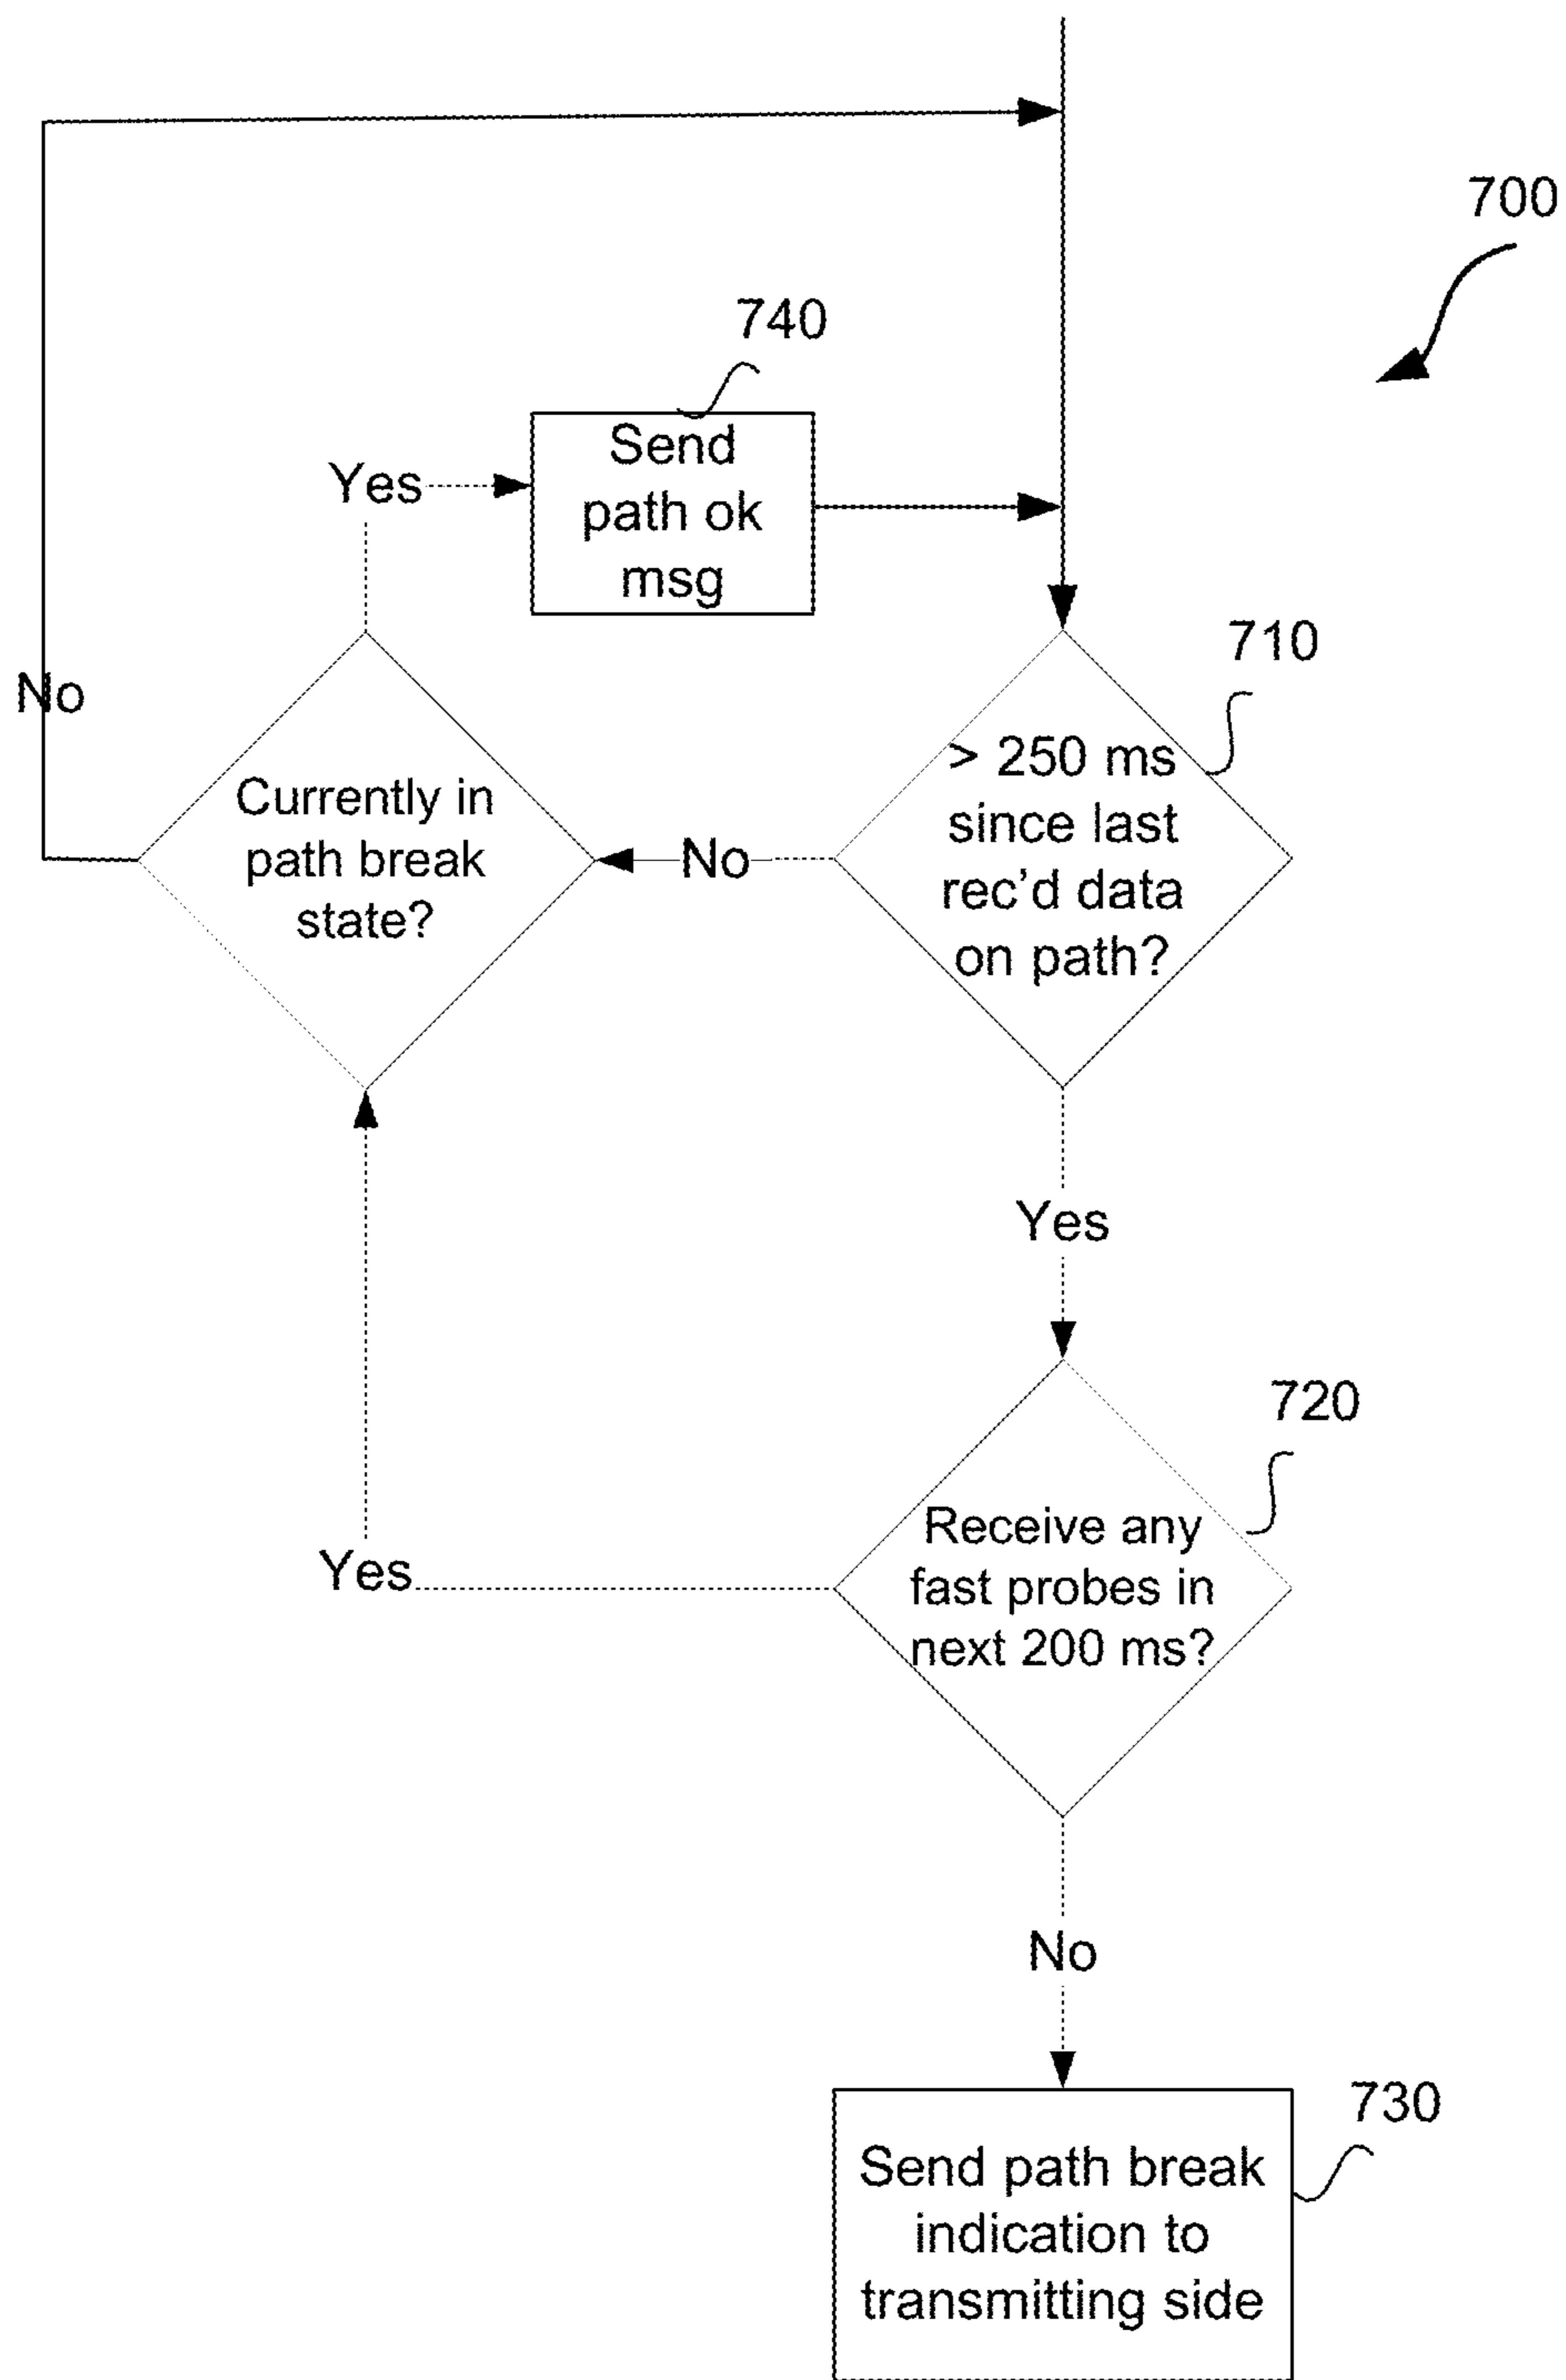 700
740
Send
path ok
msg
Yes
No
710
> 250 ms
since last
rec'd data
on path?
Currently in
path break
state?
No
Yes
720
Receive any
fast probes in
next 200 ms?
Yes
No
730
Send path break
indication to
transmitting side